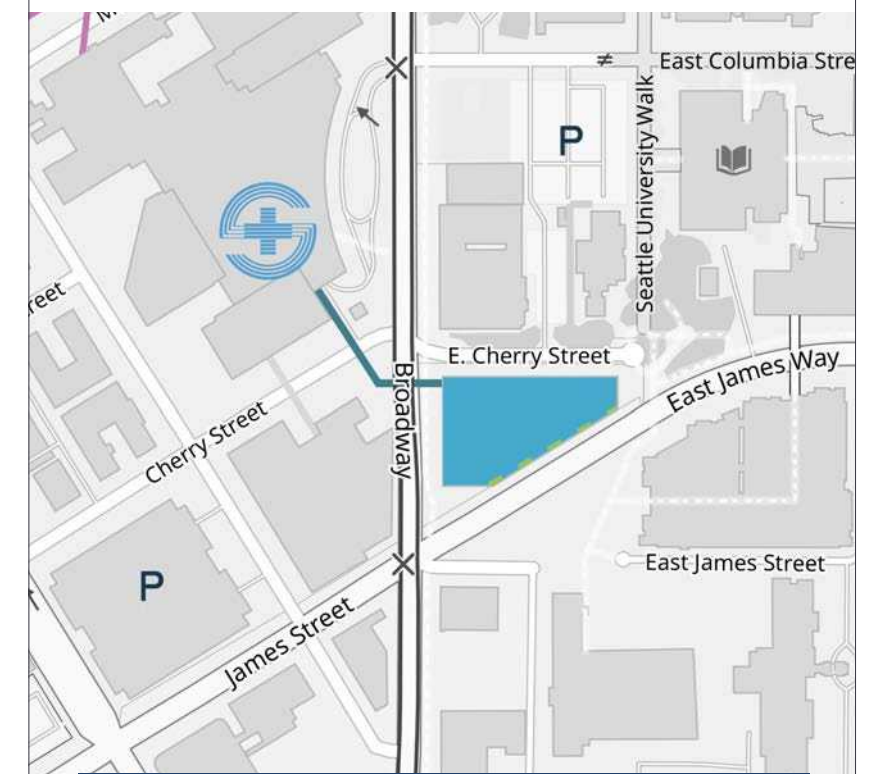 East Columbia Stre
P
Seattle University Walk
reet
E. Cherry Street
East James Way
Broadway
Cherry Street
East James Street
P
James Street